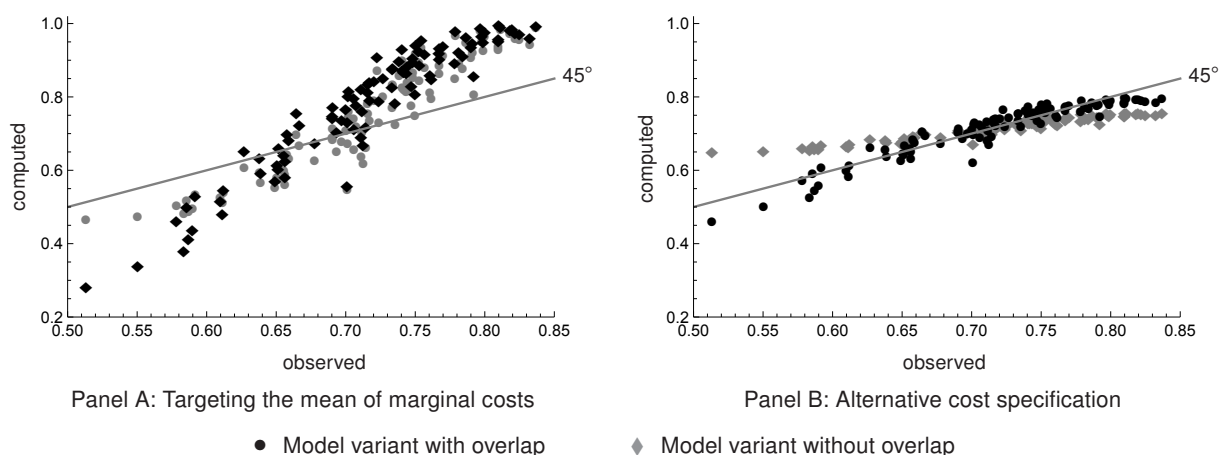 1.0
0.8
0.6
0.4
0.2
computed
45°
0.50 0.55 0.60 0.65 0.70 0.75 0.80 0.85
observed
Panel A: Targeting the mean of marginal costs
1.0
0.8
0.6
0.4
0.2
computed
45°
0.50 0.55 0.60 0.65 0.70 0.75 0.80 0.85
observed
Panel B: Alternative cost specification
Model variant with overlap
Model variant without overlap